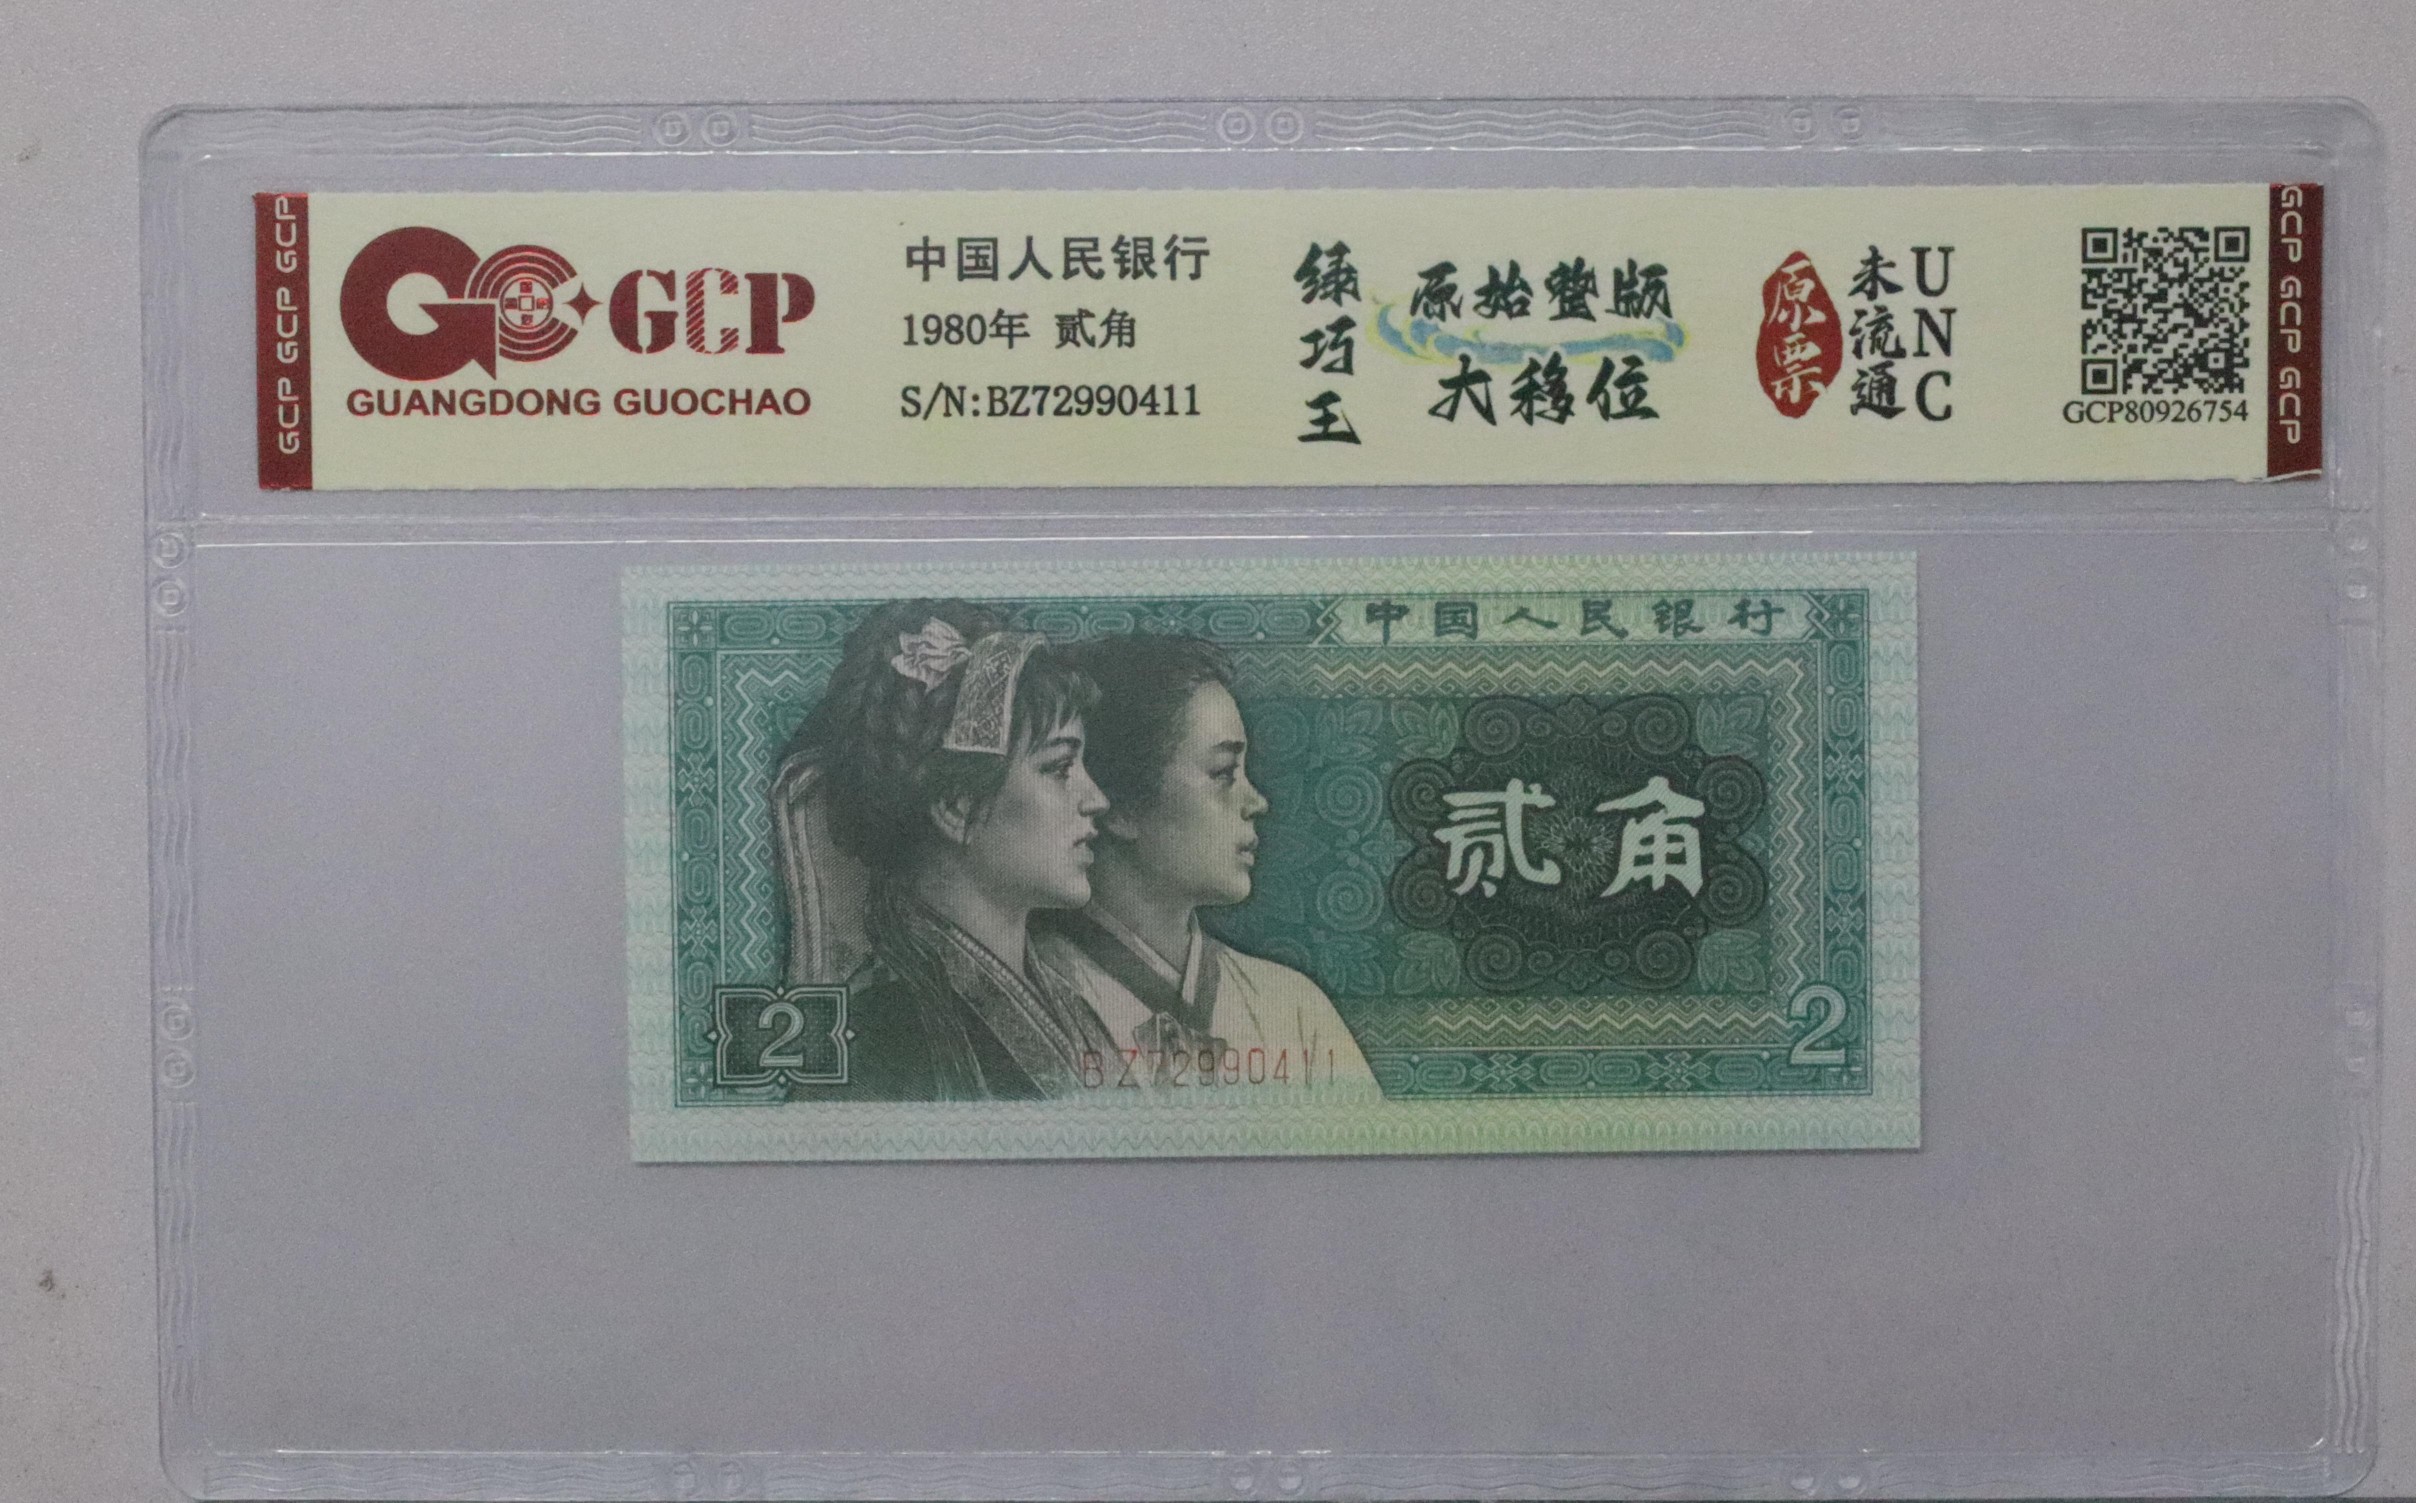 GCP GCP GCP
GCP
GUANGDONG GUOCHAO
中国人民银行
1980年 贰角
S/N:BZ72990411
绿巧王
原始整版
大移位
原票
未流通
UNC
GCP80926754
GCP GCP GCP
中国人民银行
贰角
2
2
BZ72990411